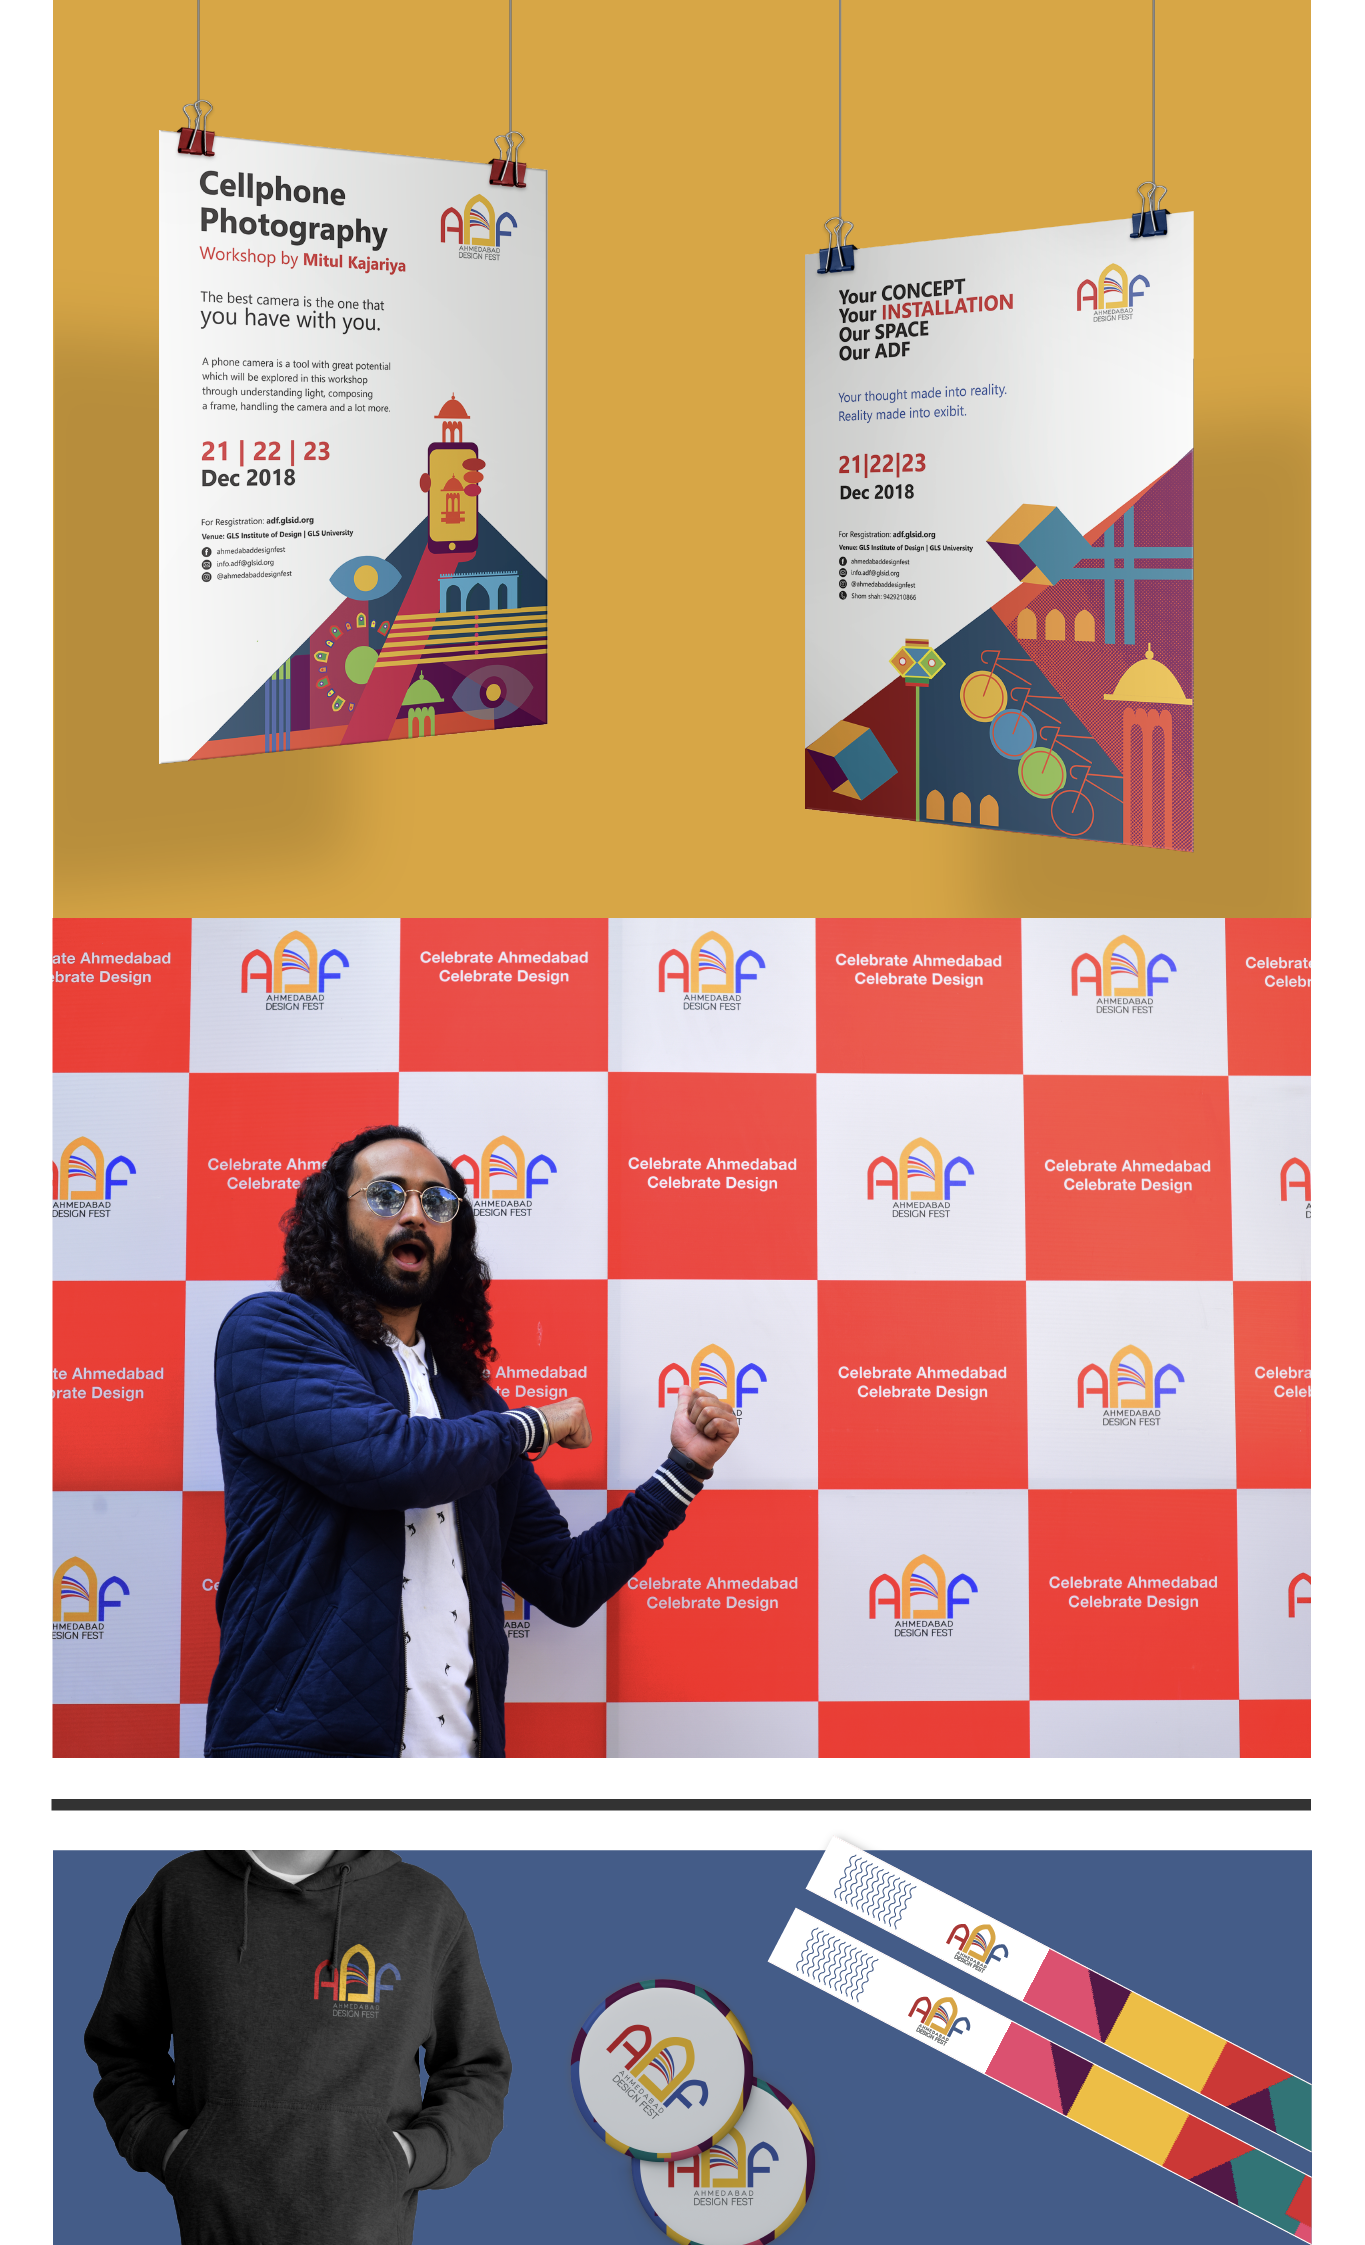 Cellphone
Photography
Workshop by Mitul Kajariya
The best camera is the one that
you have with you.
A phone camera is a tool with great potential
which will be explored in this workshop
through understanding light, composing
a frame, handling the camera and a lot more.
21 | 22 | 23
Dec 2018
For Resgistration: adf.glsid.org
Venue: GLS Institute of Design | GLS University
ahmedabaddesignfest
info.adf@glsid.org
@ahmedabaddesignfest
ADF
AHMEDABAD
DESIGN FEST
Your CONCEPT
Your INSTALLATION
Our SPACE
Our ADF
Your thought made into reality.
Reality made into exibit.
21|22|23
Dec 2018
For Resgistration: adf.glsid.org
Venue: GLS Institute of Design | GLS University
ahmedabaddesignfest
info.adf@glsid.org
@ahmedabaddesignfest
Shom shah: 9429210866
ADF
AHMEDABAD
DESIGN FEST
ate Ahmedabad
ebrate Design
ADF
AHMEDABAD
DESIGN FEST
Celebrate Ahmedabad
Celebrate Design
ADF
AHMEDABAD
DESIGN FEST
Celebrate Ahmedabad
Celebrate Design
ADF
AHMEDABAD
DESIGN FEST
Celebrate
Celebr
ADF
HMEDABAD
DESIGN FEST
Celebrate Ahme
Celebrate
ADF
AHMEDABAD
DESIGN FEST
Celebrate Ahmedabad
Celebrate Design
ADF
AHMEDABAD
DESIGN FEST
Celebrate Ahmedabad
Celebrate Design
A
A
D
te Ahmedabad
brate Design
e Ahmedabad
te Design
ADF
AD
T
Celebrate Ahmedabad
Celebrate Design
ADF
AHMEDABAD
DESIGN FEST
Celebra
Celeb
DF
HMEDABAD
ESIGN FEST
Ce
DF
ABAD
FEST
Celebrate Ahmedabad
Celebrate Design
ADF
AHMEDABAD
DESIGN FEST
Celebrate Ahmedabad
Celebrate Design
A
ADF
AHMEDABAD
DESIGN FEST
ADF
AHMEDABAD
DESIGN FEST
ADF
AHMEDABAD
DESIGN FEST
ADF
AHMEDABAD
DESIGN FEST
ADF
AHMEDABAD
DESIGN FEST